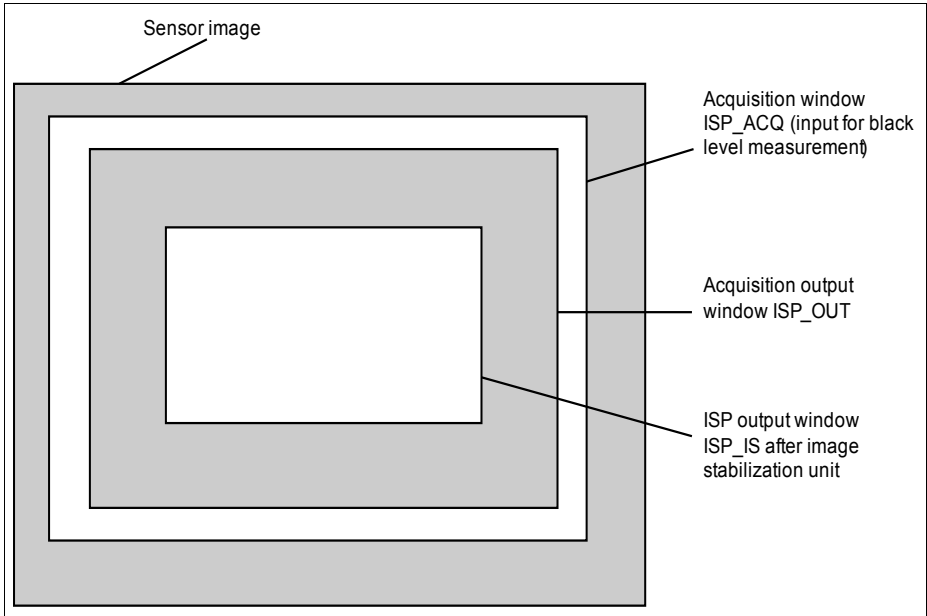 Sensor image
Acquisition window
ISP_ACQ (input for black
level measurement)
Acquisition output
window ISP_OUT
ISP output window
ISP_IS after image
stabilization unit